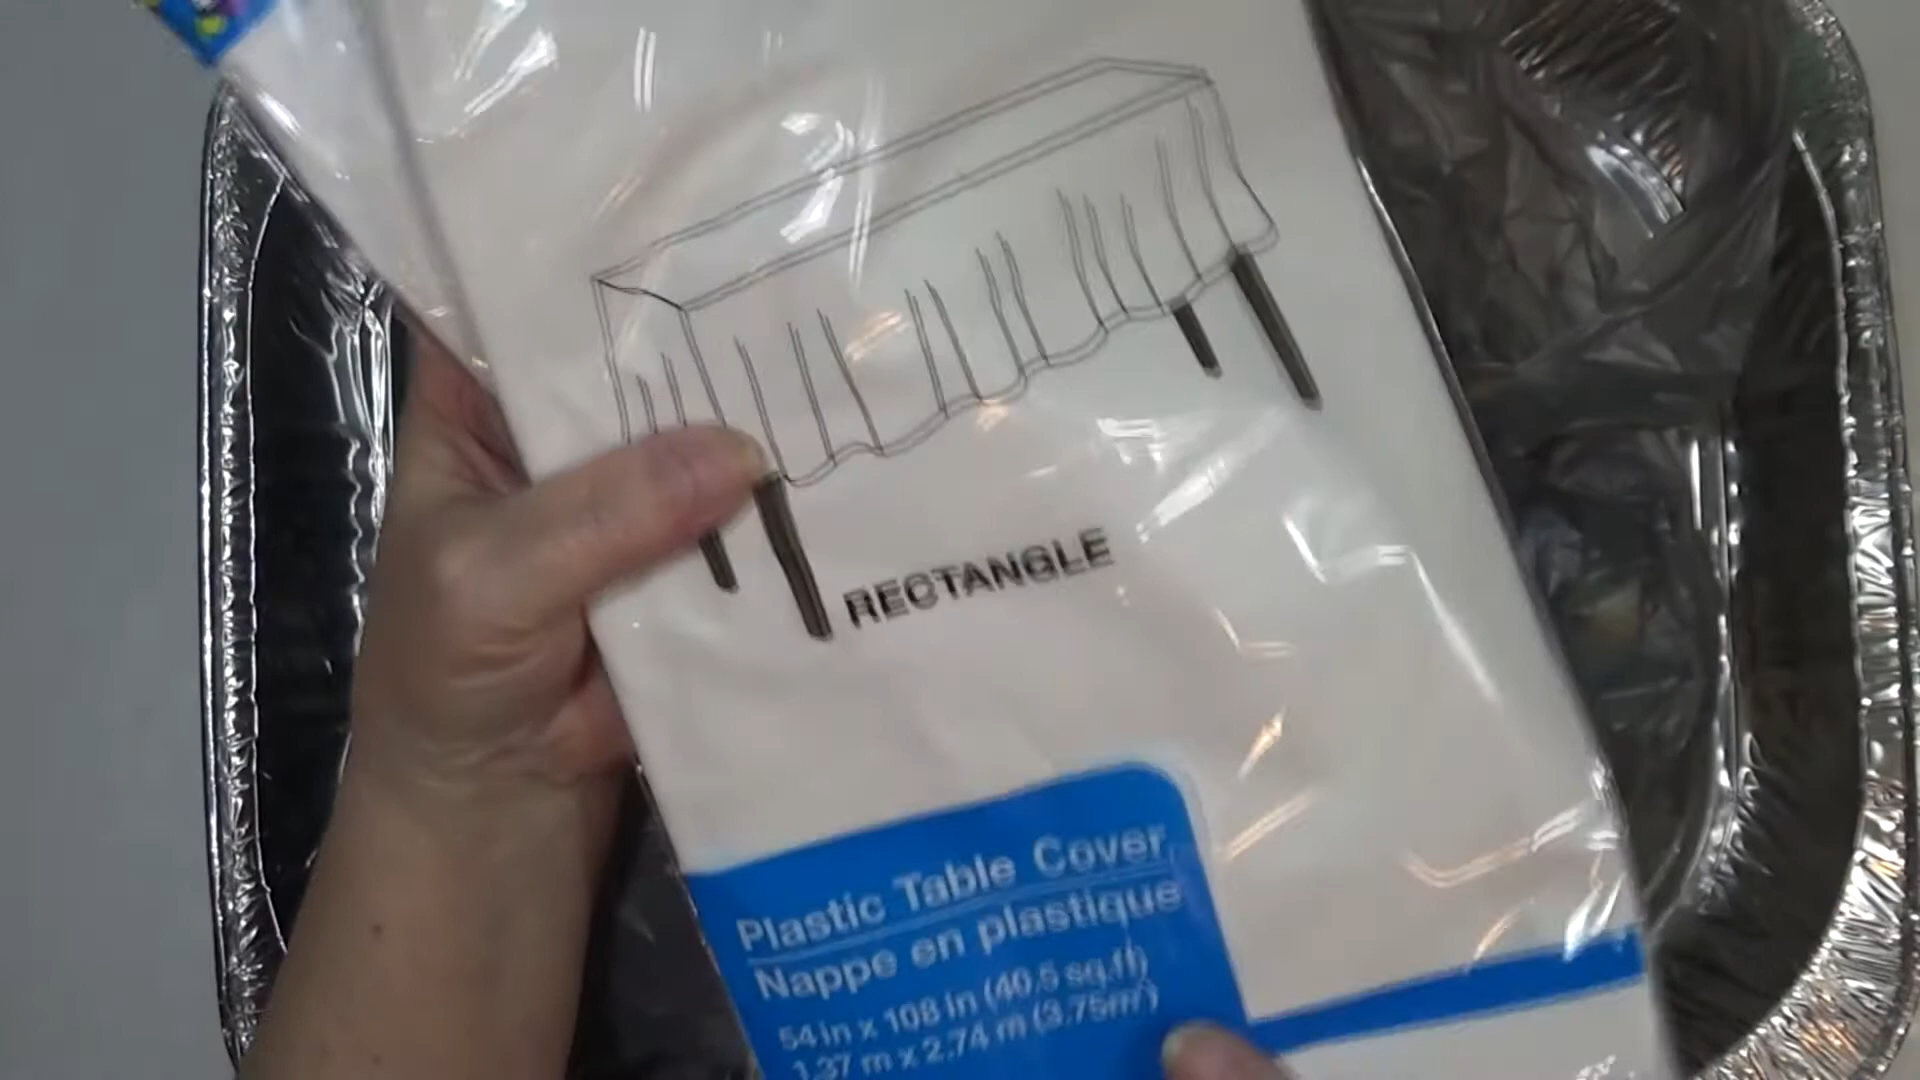 RECTANGLE
Plastic Table Cover
Nappe en plastique
54 in x 108 in (40.5 sq.ft)
1.37 m x 2.74 m (3.75m²)